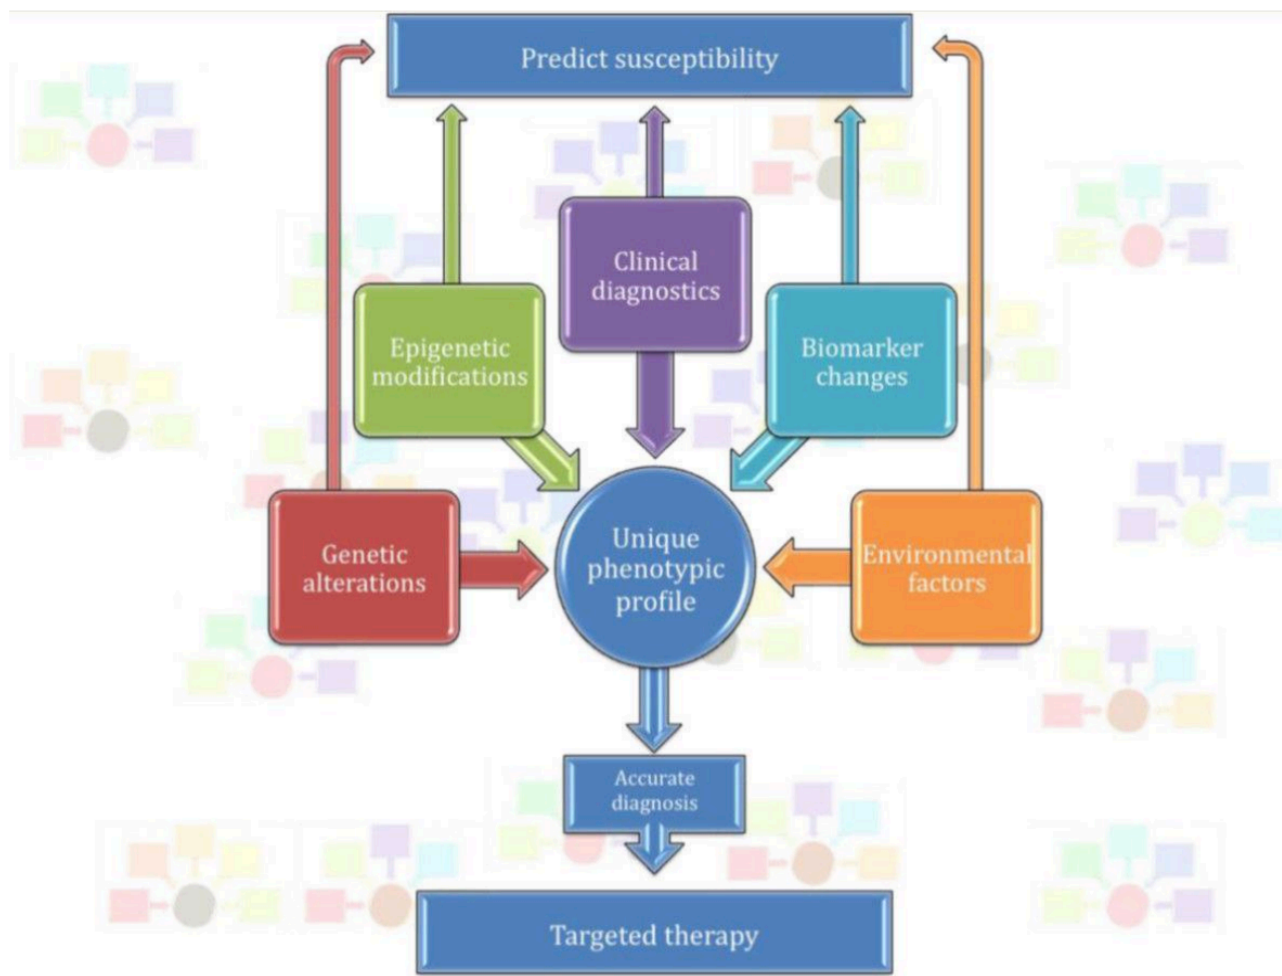 Predict susceptibility
Clinical
diagnostics
Epigenetic
modifications
Biomarker
changes
Genetic
alterations
Unique
phenotypic
profile
Environmental
factors
Accurate
diagnosis
Targeted therapy